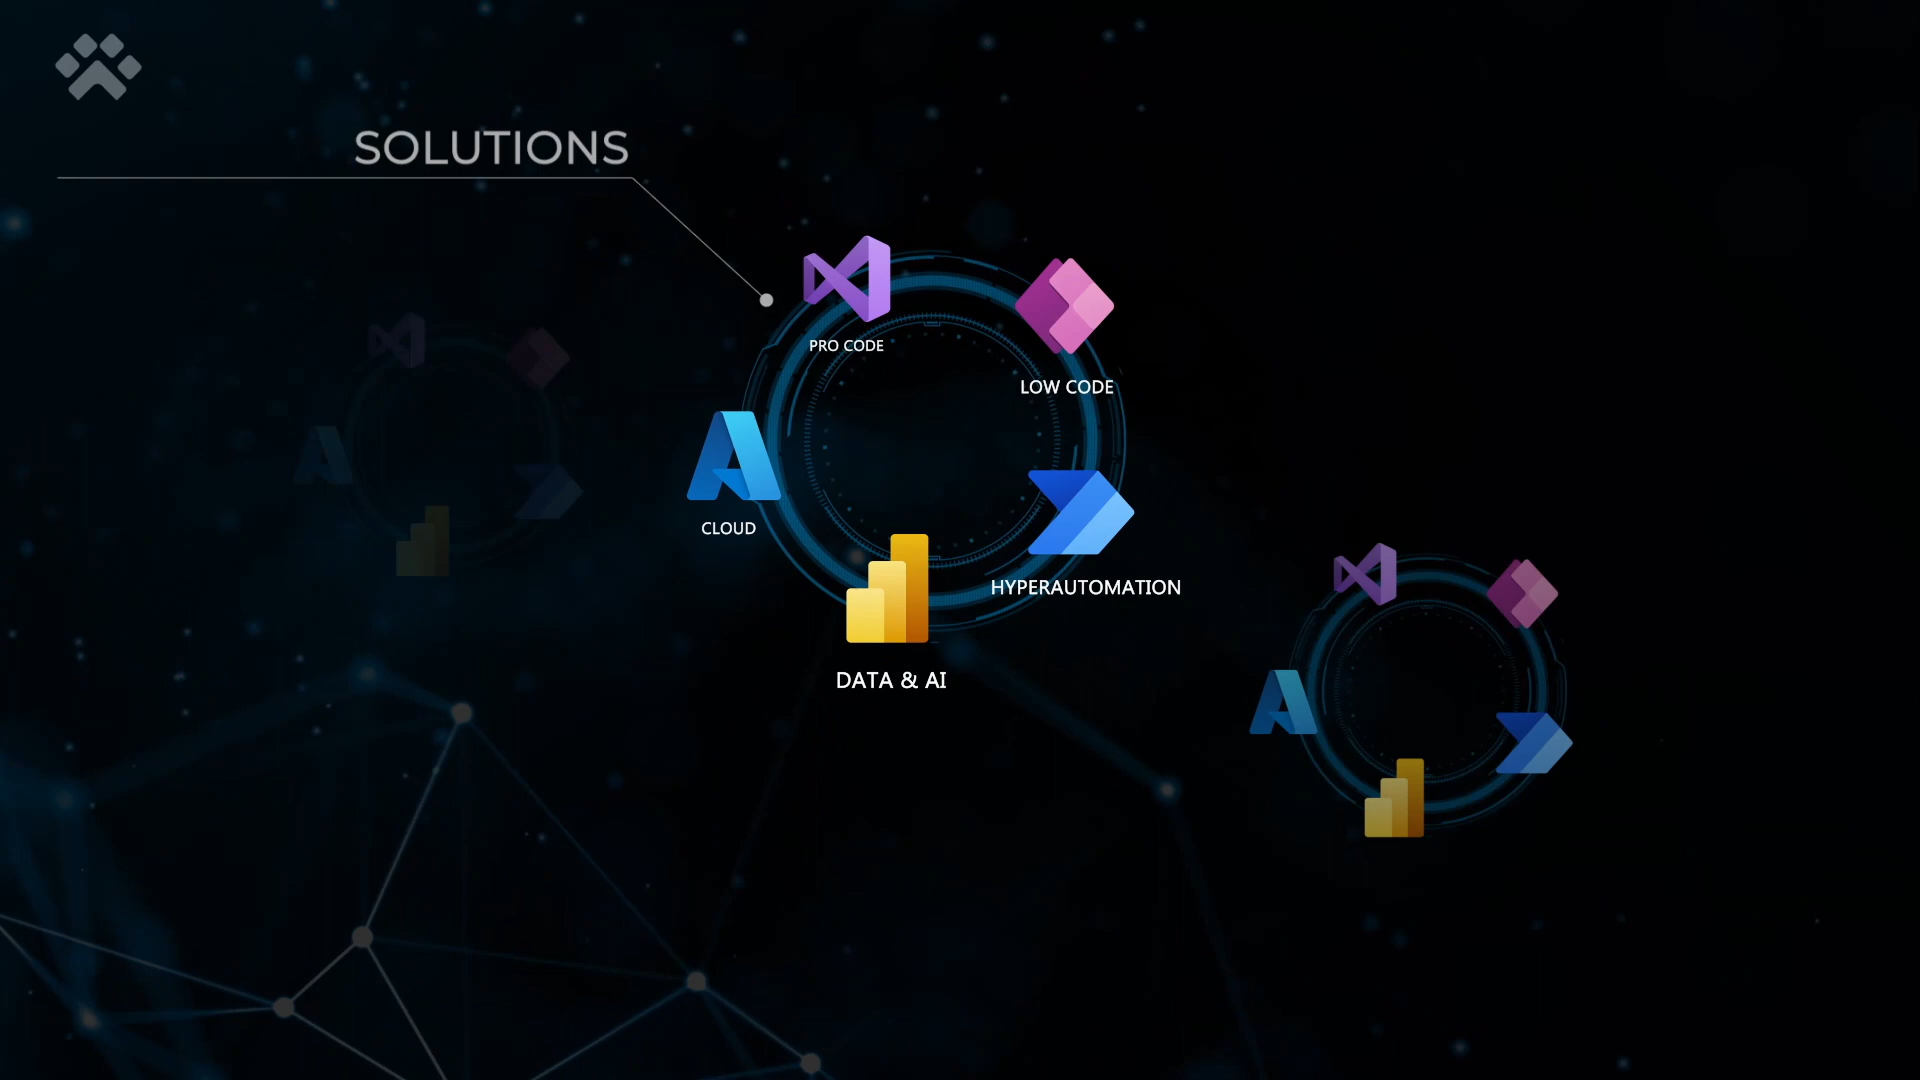 SOLUTIONS
PRO CODE
LOW CODE
CLOUD
HYPERAUTOMATION
DATA & AI